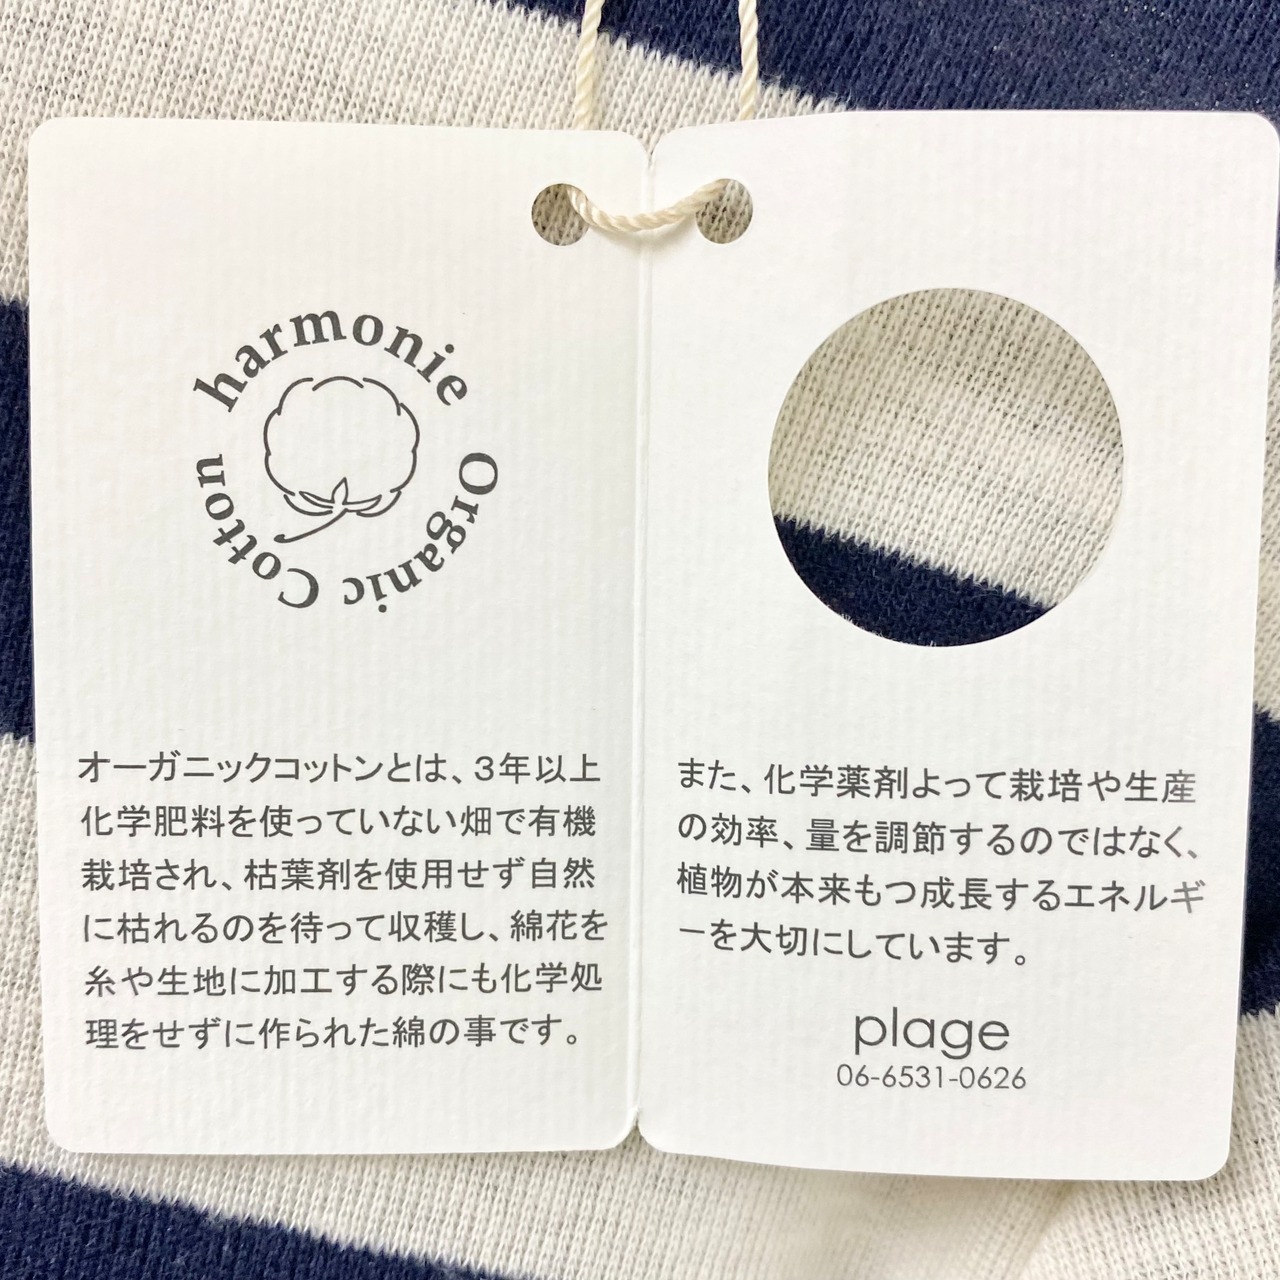 harmonie
Organic Cotton
オーガニックコットンとは、3年以上
化学肥料を使っていない畑で有機
栽培され、枯葉剤を使用せず自然
に枯れるのを待って収穫し、綿花を
糸や生地に加工する際にも化学処
理をせずに作られた綿の事です。
また、化学薬剤よって栽培や生産
の効率、量を調節するのではなく、
植物が本来もつ成長するエネルギ
ーを大切にしています。
plage
06-6531-0626